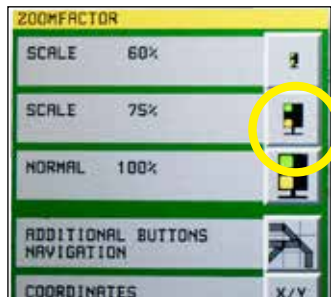 ZOOMFACTOR
SCALE 60%
SCALE 75%
NORMAL 100%
ADDITIONAL BUTTONS
NAVIGATION
COORDINATES X/Y